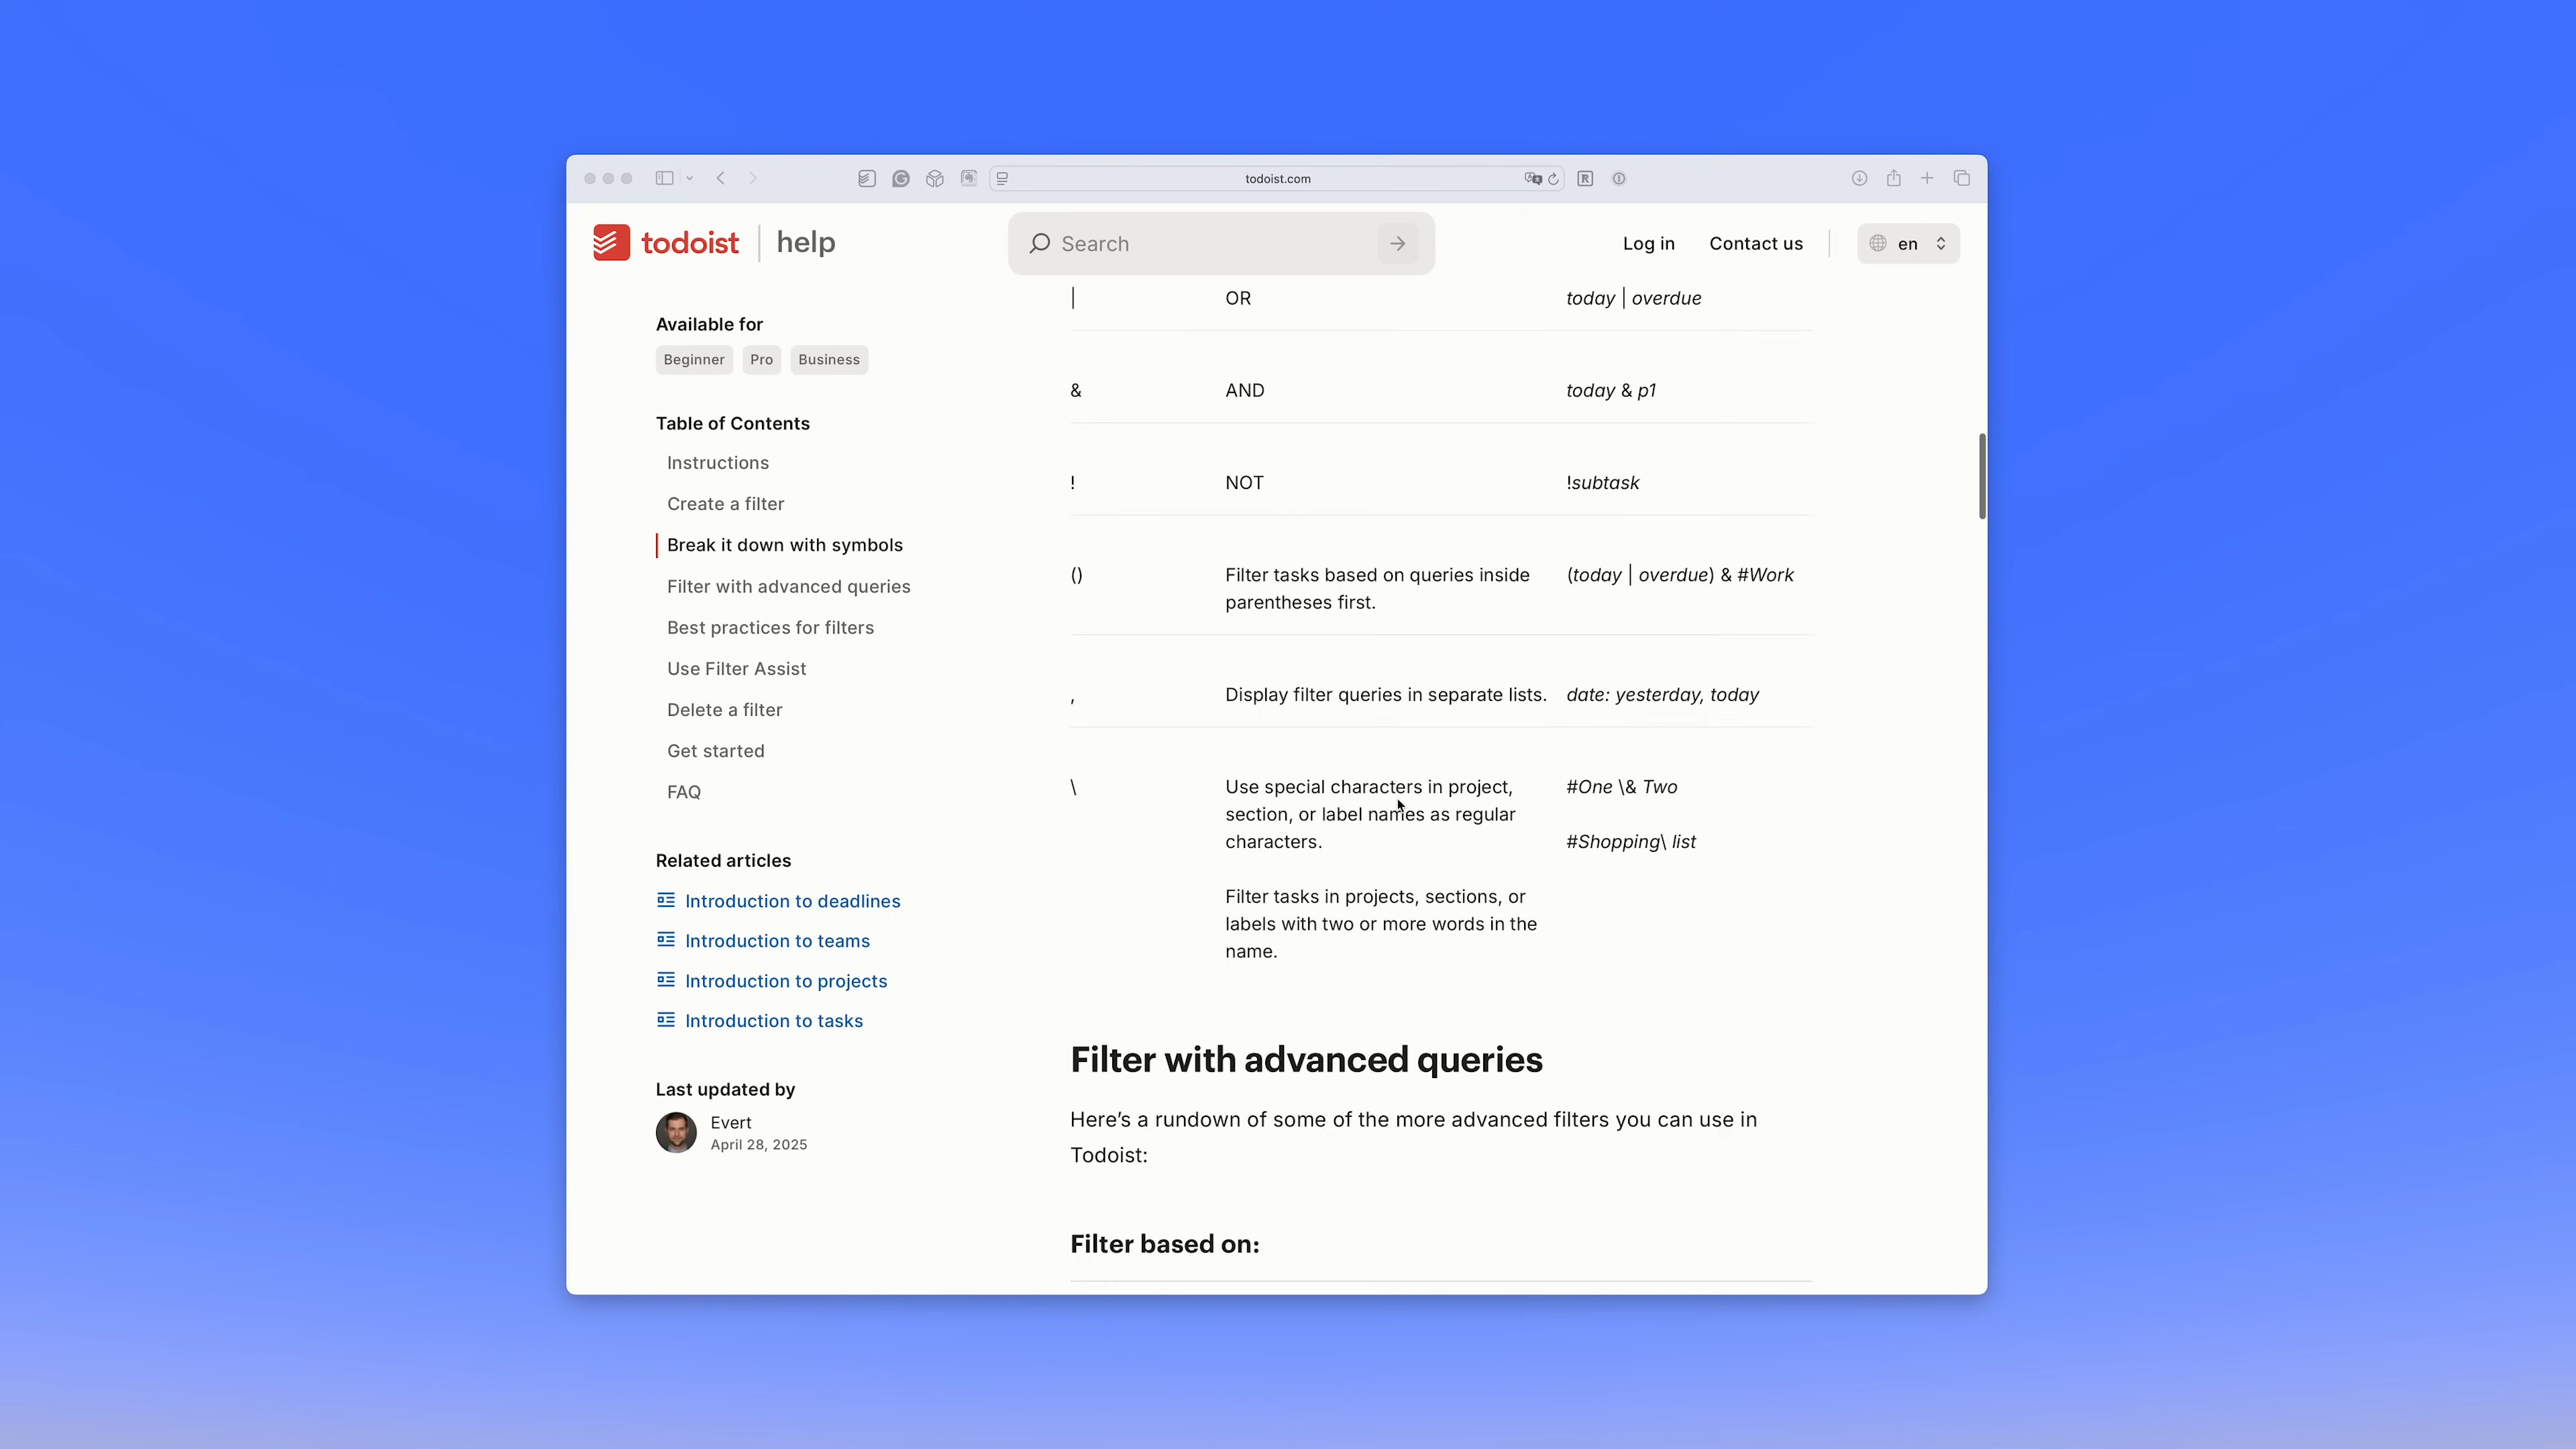 todoist.com
todoist | help
Search
Log in
Contact us
en
Available for
Beginner
Pro
Business
Table of Contents
Instructions
Create a filter
Break it down with symbols
Filter with advanced queries
Best practices for filters
Use Filter Assist
Delete a filter
Get started
FAQ
Related articles
Introduction to deadlines
Introduction to teams
Introduction to projects
Introduction to tasks
Last updated by
Evert
April 28, 2025
| OR today | overdue
& AND today & p1
! NOT !subtask
() Filter tasks based on queries inside (today | overdue) & #Work
parentheses first.
, Display filter queries in separate lists. date: yesterday, today
\ Use special characters in project, #One \& Two
section, or label names as regular
characters. #Shopping\ list
Filter tasks in projects, sections, or
labels with two or more words in the
name.
Filter with advanced queries
Here’s a rundown of some of the more advanced filters you can use in
Todoist:
Filter based on: